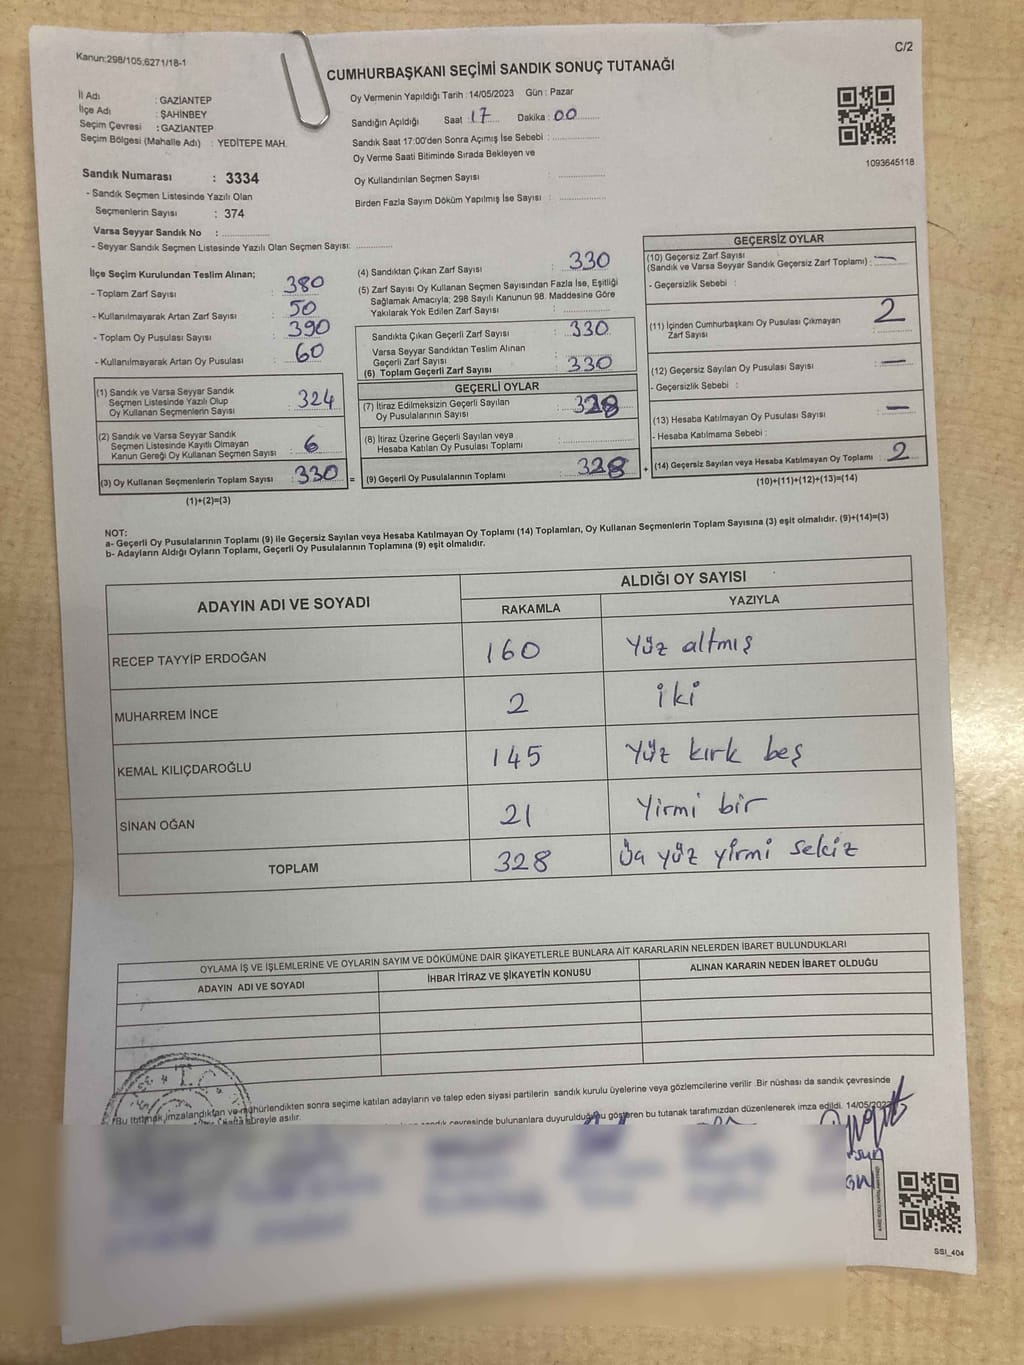 Kanun:298/105,6271/18-1
C/2
CUMHURBAŞKANI SEÇİMİ SANDIK SONUÇ TUTANAĞI
İl Adı : GAZİANTEP
İlçe Adı : ŞAHİNBEY
Seçim Çevresi : GAZİANTEP
Seçim Bölgesi (Mahalle Adı) : YEDİTEPE MAH.
Oy Vermenin Yapıldığı Tarih : 14/05/2023 Gün : Pazar
Sandığın Açıldığı Saat : 17 Dakika : 00
Sandık Saat 17:00'den Sonra Açımış İse Sebebi :
Oy Verme Saati Bitiminde Sırada Bekleyen ve
Oy Kullandırılan Seçmen Sayısı :
Birden Fazla Sayım Döküm Yapılmış İse Sayısı :
1093645118
Sandık Numarası : 3334
- Sandık Seçmen Listesinde Yazılı Olan
Seçmenlerin Sayısı : 374
Varsa Seyyar Sandık No :
- Seyyar Sandık Seçmen Listesinde Yazılı Olan Seçmen Sayısı:
İlçe Seçim Kurulundan Teslim Alınan;
- Toplam Zarf Sayısı : 380
- Kullanılmayarak Artan Zarf Sayısı : 50
- Toplam Oy Pusulası Sayısı : 390
- Kullanılmayarak Artan Oy Pusulası : 60
(1) Sandık ve Varsa Seyyar Sandık
Seçmen Listesinde Yazılı Olup
Oy Kullanan Seçmenlerin Sayısı : 324
(2) Sandık ve Varsa Seyyar Sandık
Seçmen Listesinde Kayıtlı Olmayan
Kanun Gereği Oy Kullanan Seçmen Sayısı : 6
(3) Oy Kullanan Seçmenlerin Toplam Sayısı : 330
(1)+(2)=(3)
(4) Sandıktan Çıkan Zarf Sayısı : 330
(5) Zarf Sayısı Oy Kullanan Seçmen Sayısından Fazla İse, Eşitliği
Sağlamak Amacıyla; 298 Sayılı Kanunun 98. Maddesine Göre
Yakılarak Yok Edilen Zarf Sayısı :
Sandıkta Çıkan Geçerli Zarf Sayısı : 330
Varsa Seyyar Sandıktan Teslim Alınan
Geçerli Zarf Sayısı :
(6) Toplam Geçerli Zarf Sayısı : 330
GEÇERLİ OYLAR
(7) İtiraz Edilmeksizin Geçerli Sayılan
Oy Pusulalarının Sayısı : 328
(8) İtiraz Üzerine Geçerli Sayılan veya
Hesaba Katılan Oy Pusulası Toplamı :
= (9) Geçerli Oy Pusulalarının Toplamı : 328
GEÇERSİZ OYLAR
(10) Geçersiz Zarf Sayısı
(Sandık ve Varsa Seyyar Sandık Geçersiz Zarf Toplamı) : —
- Geçersizlik Sebebi :
(11) İçinden Cumhurbaşkanı Oy Pusulası Çıkmayan
Zarf Sayısı : 2
(12) Geçersiz Sayılan Oy Pusulası Sayısı : —
- Geçersizlik Sebebi :
(13) Hesaba Katılmayan Oy Pusulası Sayısı : —
- Hesaba Katılmama Sebebi :
+ (14) Geçersiz Sayılan veya Hesaba Katılmayan Oy Toplamı : 2
(10)+(11)+(12)+(13)=(14)
NOT:
a- Geçerli Oy Pusulalarının Toplamı (9) ile Geçersiz Sayılan veya Hesaba Katılmayan Oy Toplamı (14) Toplamları, Oy Kullanan Seçmenlerin Toplam Sayısına (3) eşit olmalıdır. (9)+(14)=(3)
b- Adayların Aldığı Oyların Toplamı, Geçerli Oy Pusulalarının Toplamına (9) eşit olmalıdır.
ADAYIN ADI VE SOYADI
ALDIĞI OY SAYISI
RAKAMLA YAZIYLA
RECEP TAYYİP ERDOĞAN 160 Yüz altmış
MUHARREM İNCE 2 iki
KEMAL KILIÇDAROĞLU 145 Yüz kırk beş
SİNAN OĞAN 21 Yirmi bir
TOPLAM 328 yüz yirmi sekiz
OYLAMA İŞ VE İŞLEMLERİNE VE OYLARIN SAYIM VE DÖKÜMÜNE DAİR ŞİKAYETLERLE BUNLARA AİT KARARLARIN NELERDEN İBARET BULUNDUKLARI
ADAYIN ADI VE SOYADI İHBAR İTİRAZ VE ŞİKAYETİN KONUSU ALINAN KARARIN NEDEN İBARET OLDUĞU
T.C.
Bu tutanak,imzalandıktan ve mühürlendikten sonra seçime katılan adayların ve talep eden siyasi partilerin sandık kurulu üyelerine veya gözlemcilerine verilir .Bir nüshası da sandık çevresinde
süreyle asılır.
sandık çevresinde bulunanlara duyurulduğunu gösteren bu tutanak tarafımızdan düzenlenerek imza edildi. 14/05/2023
SSI_404